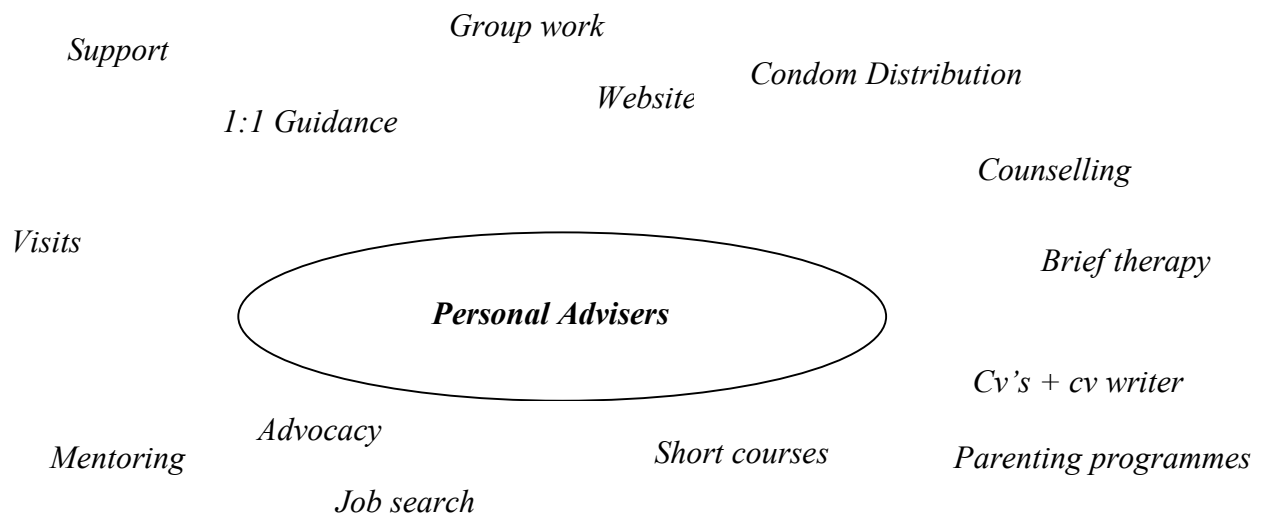 Group work
Support
Condom Distribution
Website
1:1 Guidance
Counselling
Visits
Brief therapy
Personal Advisers
Cv’s + cv writer
Advocacy
Short courses
Mentoring
Parenting programmes
Job search